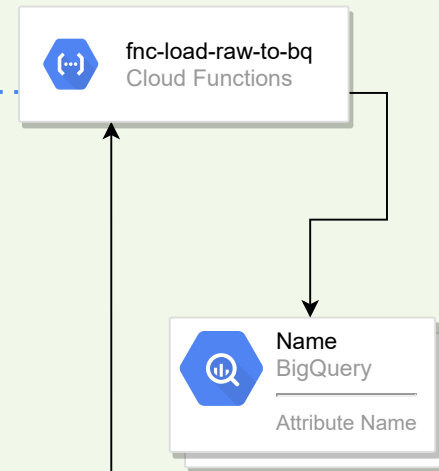 fnc-load-raw-to-bq
Cloud Functions
Name
BigQuery
Attribute Name